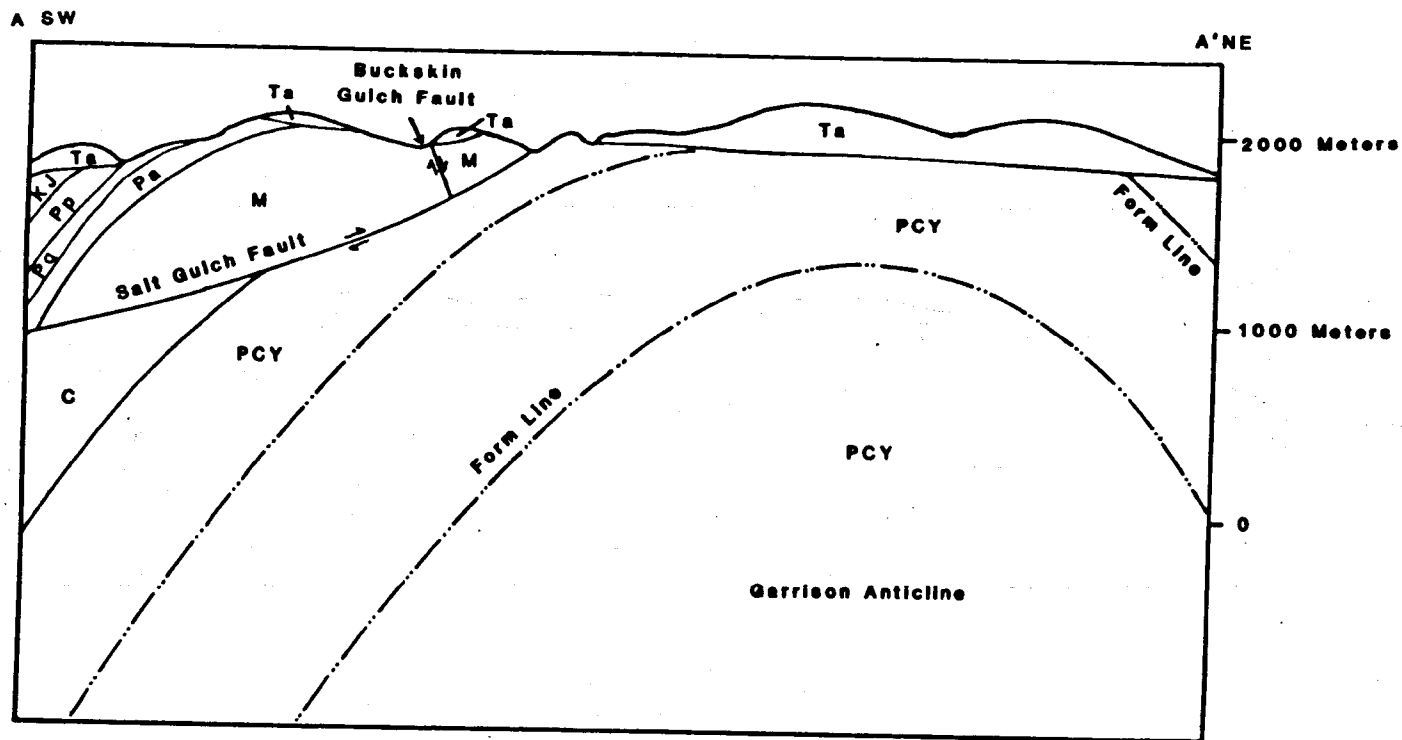 A SW
A'NE
Buckskin
Gulch Fault
Ta
Ta
Ta
Ta
2000 Meters
KJ
Pp
Pa
Pq
M
M
Salt Gulch Fault
PCY
Form Line
1000 Meters
PCY
C
Form Line
PCY
0
Garrison Anticline